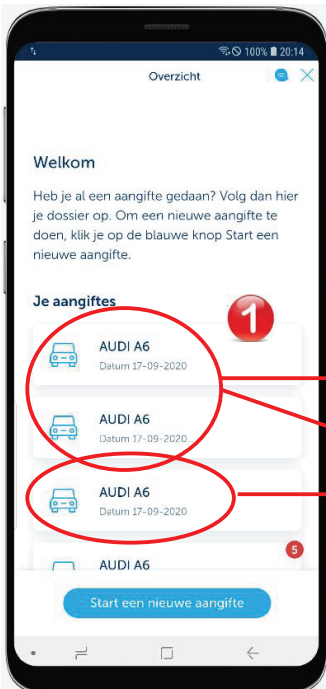 100% 20:14
Overzicht
Welkom
Heb je al een aangifte gedaan? Volg dan hier
je dossier op. Om een nieuwe aangifte te
doen, klik je op de blauwe knop Start een
nieuwe aangifte.
Je aangiftes
1
AUDI A6
Datum 17-09-2020
AUDI A6
Datum 17-09-2020
AUDI A6
Datum 17-09-2020
5
AUDI A6
Start een nieuwe aangifte